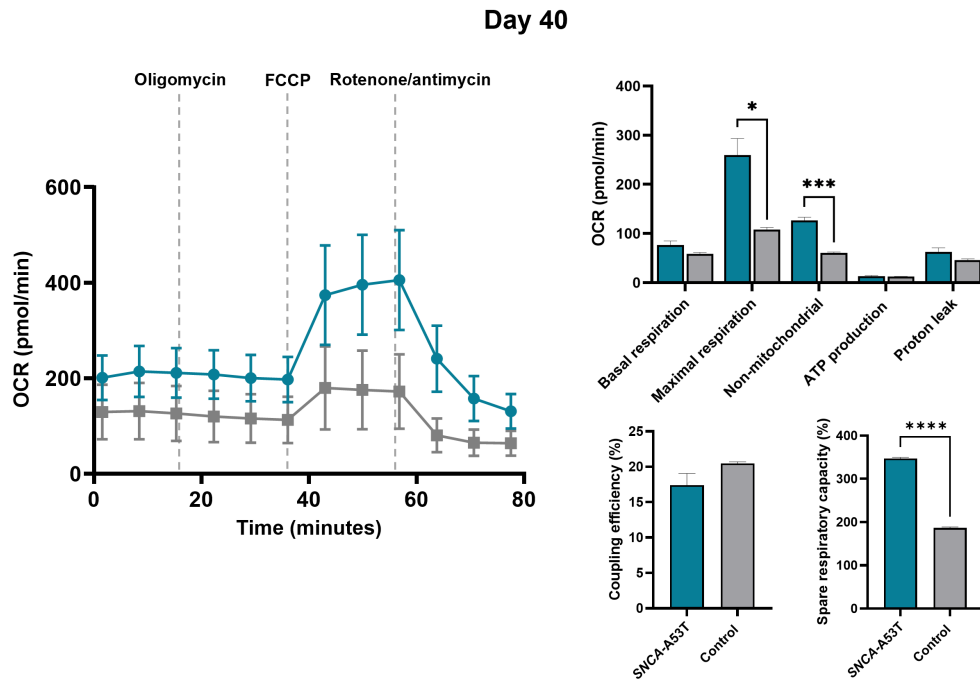 Day 40
Oligomycin FCCP Rotenone/antimycin
OCR (pmol/min)
600
400
200
0
0 20 40 60 80
Time (minutes)
OCR (pmol/min)
400
300
200
100
0
* ***
Basal respiration
Maximal respiration
Non-mitochondrial
ATP production
Proton leak
Coupling efficiency (%)
25
20
15
10
5
0
SNCA-A53T
Control
Spare respiratory capacity (%)
400
300
200
100
0
****
SNCA-A53T
Control